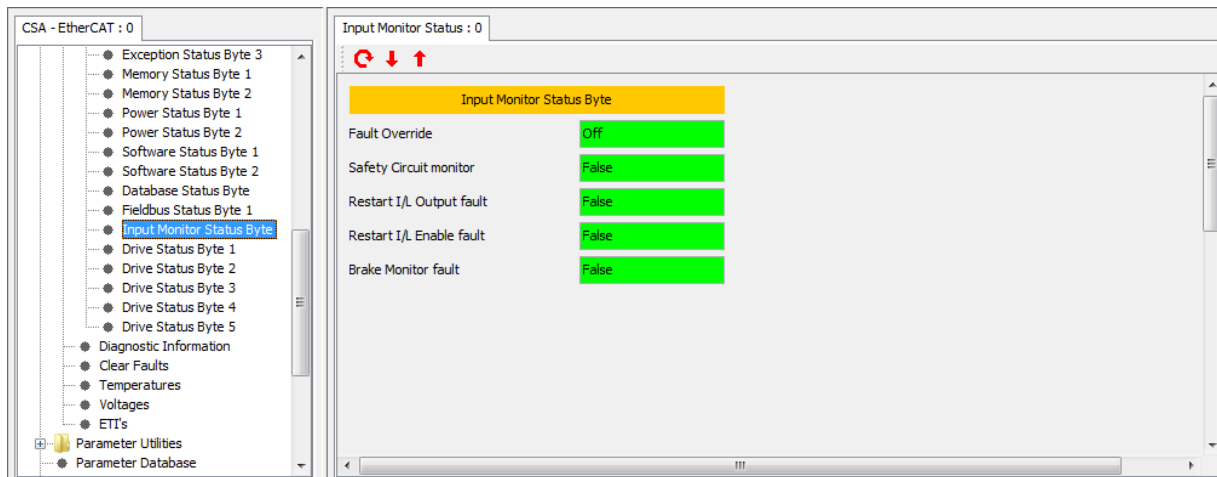 CSA - EtherCAT : 0
Exception Status Byte 3
Memory Status Byte 1
Memory Status Byte 2
Power Status Byte 1
Power Status Byte 2
Software Status Byte 1
Software Status Byte 2
Database Status Byte
Fieldbus Status Byte 1
Input Monitor Status Byte
Drive Status Byte 1
Drive Status Byte 2
Drive Status Byte 3
Drive Status Byte 4
Drive Status Byte 5
Diagnostic Information
Clear Faults
Temperatures
Voltages
ETI's
Parameter Utilities
Parameter Database
Input Monitor Status : 0
Input Monitor Status Byte
Fault Override Off
Safety Circuit monitor False
Restart I/L Output fault False
Restart I/L Enable fault False
Brake Monitor fault False